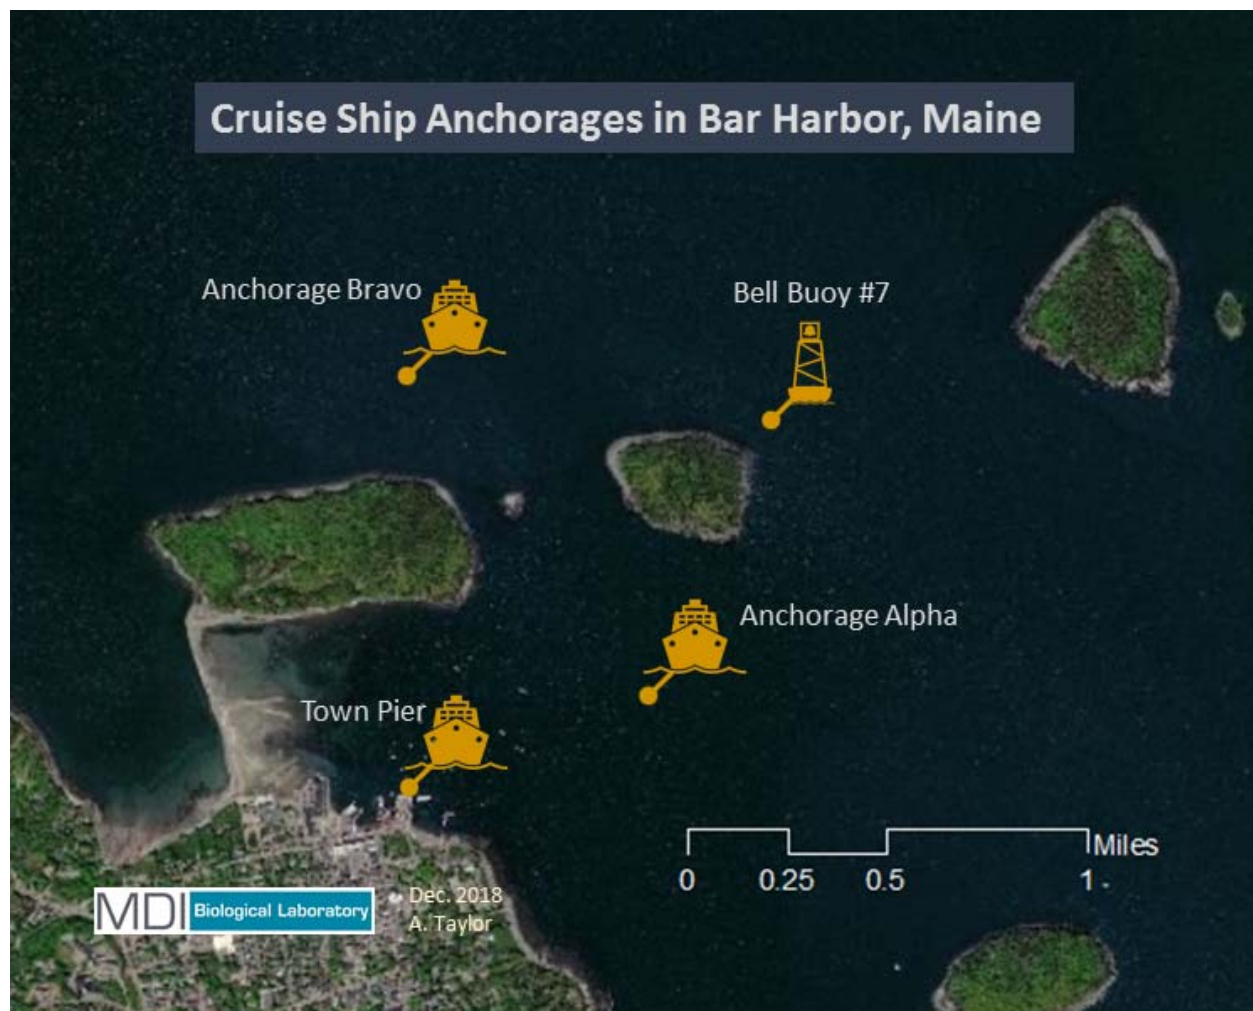 Cruise Ship Anchorages in Bar Harbor, Maine
Anchorage Bravo
Bell Buoy #7
Anchorage Alpha
Town Pier
Miles
0 0.25 0.5 1
MDI Biological Laboratory
Dec. 2018
A. Taylor